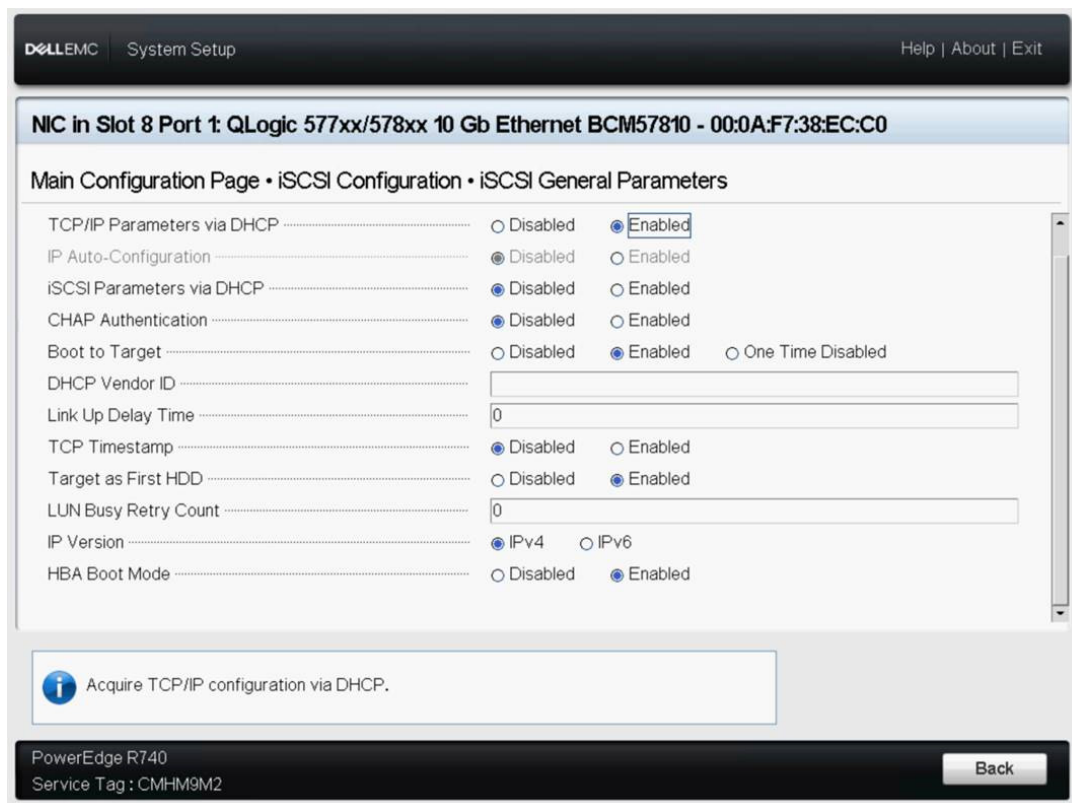 DELLEMC System Setup Help | About | Exit
NIC in Slot 8 Port 1: QLogic 577xx/578xx 10 Gb Ethernet BCM57810 - 00:0A:F7:38:EC:C0
Main Configuration Page • iSCSI Configuration • iSCSI General Parameters
TCP/IP Parameters via DHCP Disabled Enabled
IP Auto-Configuration Disabled Enabled
iSCSI Parameters via DHCP Disabled Enabled
CHAP Authentication Disabled Enabled
Boot to Target Disabled Enabled One Time Disabled
DHCP Vendor ID
Link Up Delay Time 0
TCP Timestamp Disabled Enabled
Target as First HDD Disabled Enabled
LUN Busy Retry Count 0
IP Version IPv4 IPv6
HBA Boot Mode Disabled Enabled
Acquire TCP/IP configuration via DHCP.
PowerEdge R740
Service Tag : CMHM9M2
Back